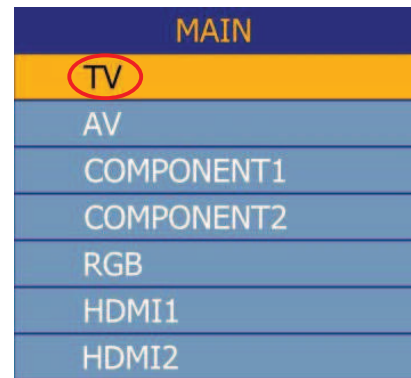 MAIN
TV
AV
COMPONENT1
COMPONENT2
RGB
HDMI1
HDMI2